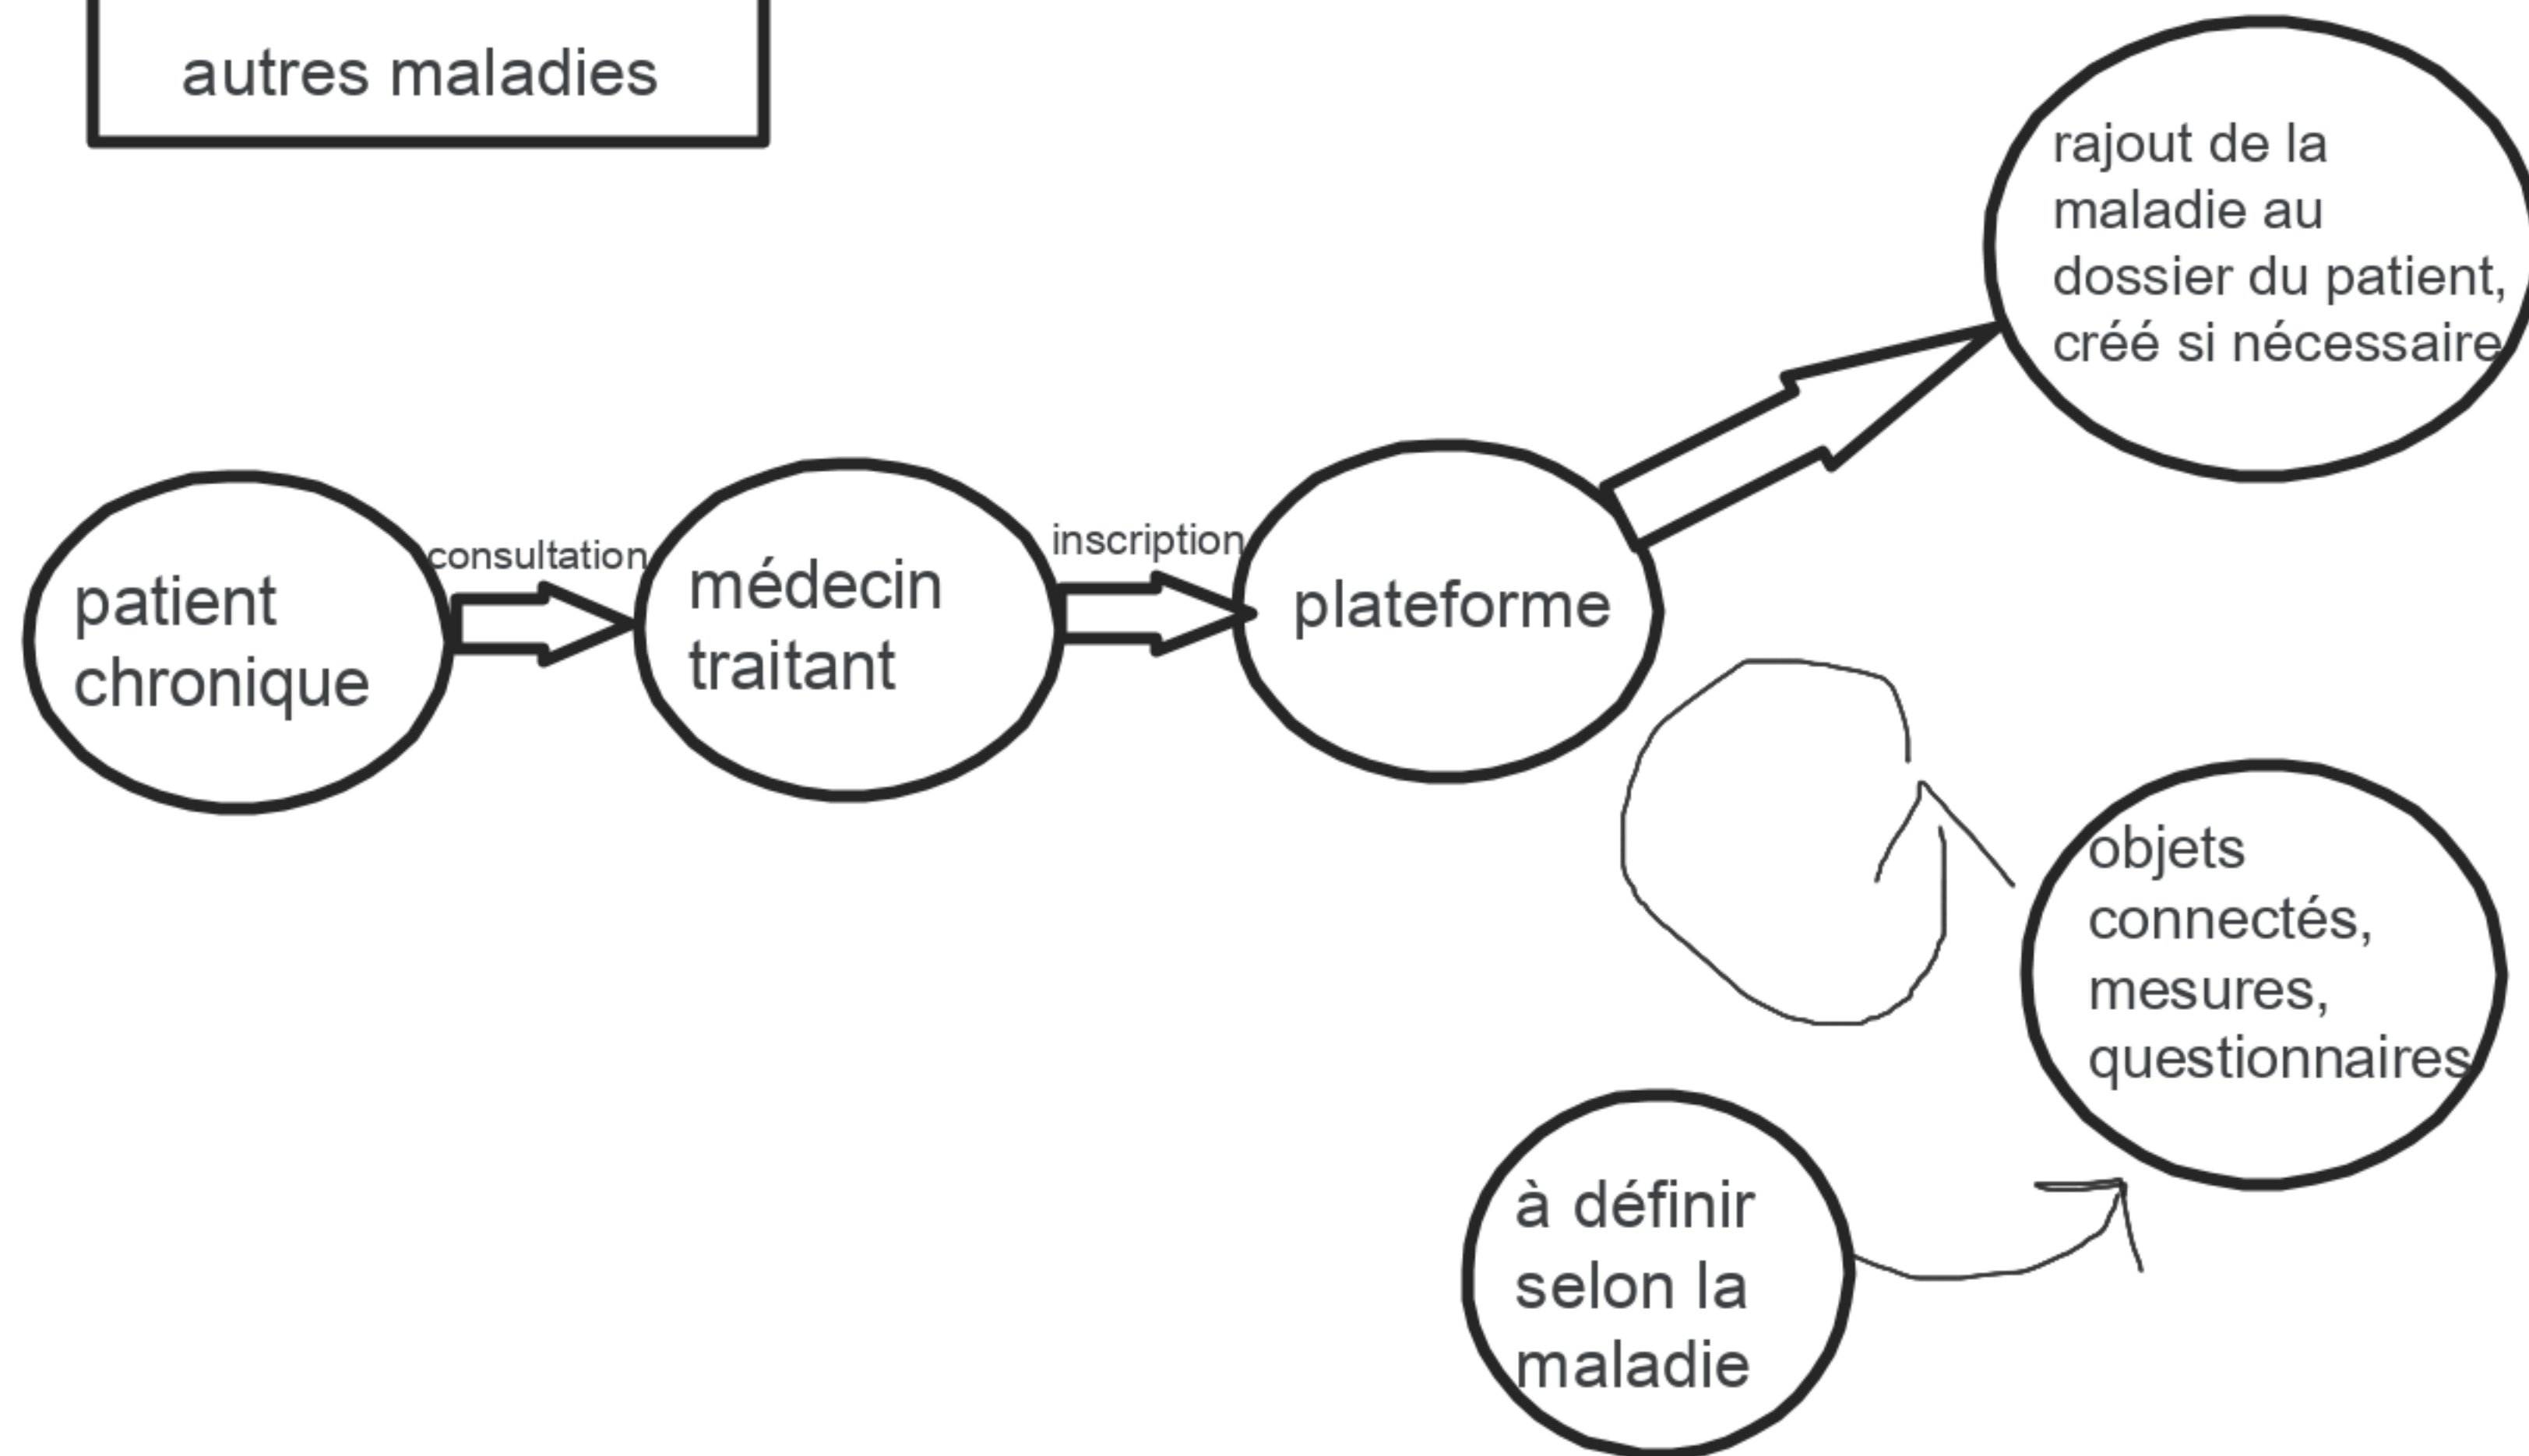 autres maladies
rajout de la
maladie au
dossier du patient,
créé si nécessaire
patient
chronique
consultation
médecin
traitant
inscription
plateforme
objets
connectés,
mesures,
questionnaires
à définir
selon la
maladie